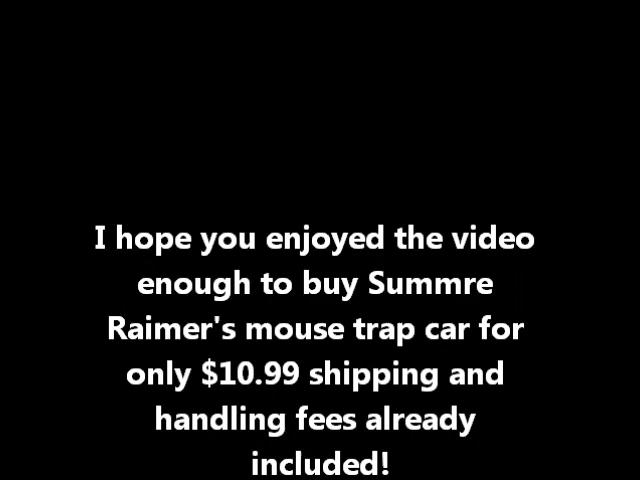 I hope you enjoyed the video
enough to buy Summre
Raimer's mouse trap car for
only $10.99 shipping and
handling fees already
included!